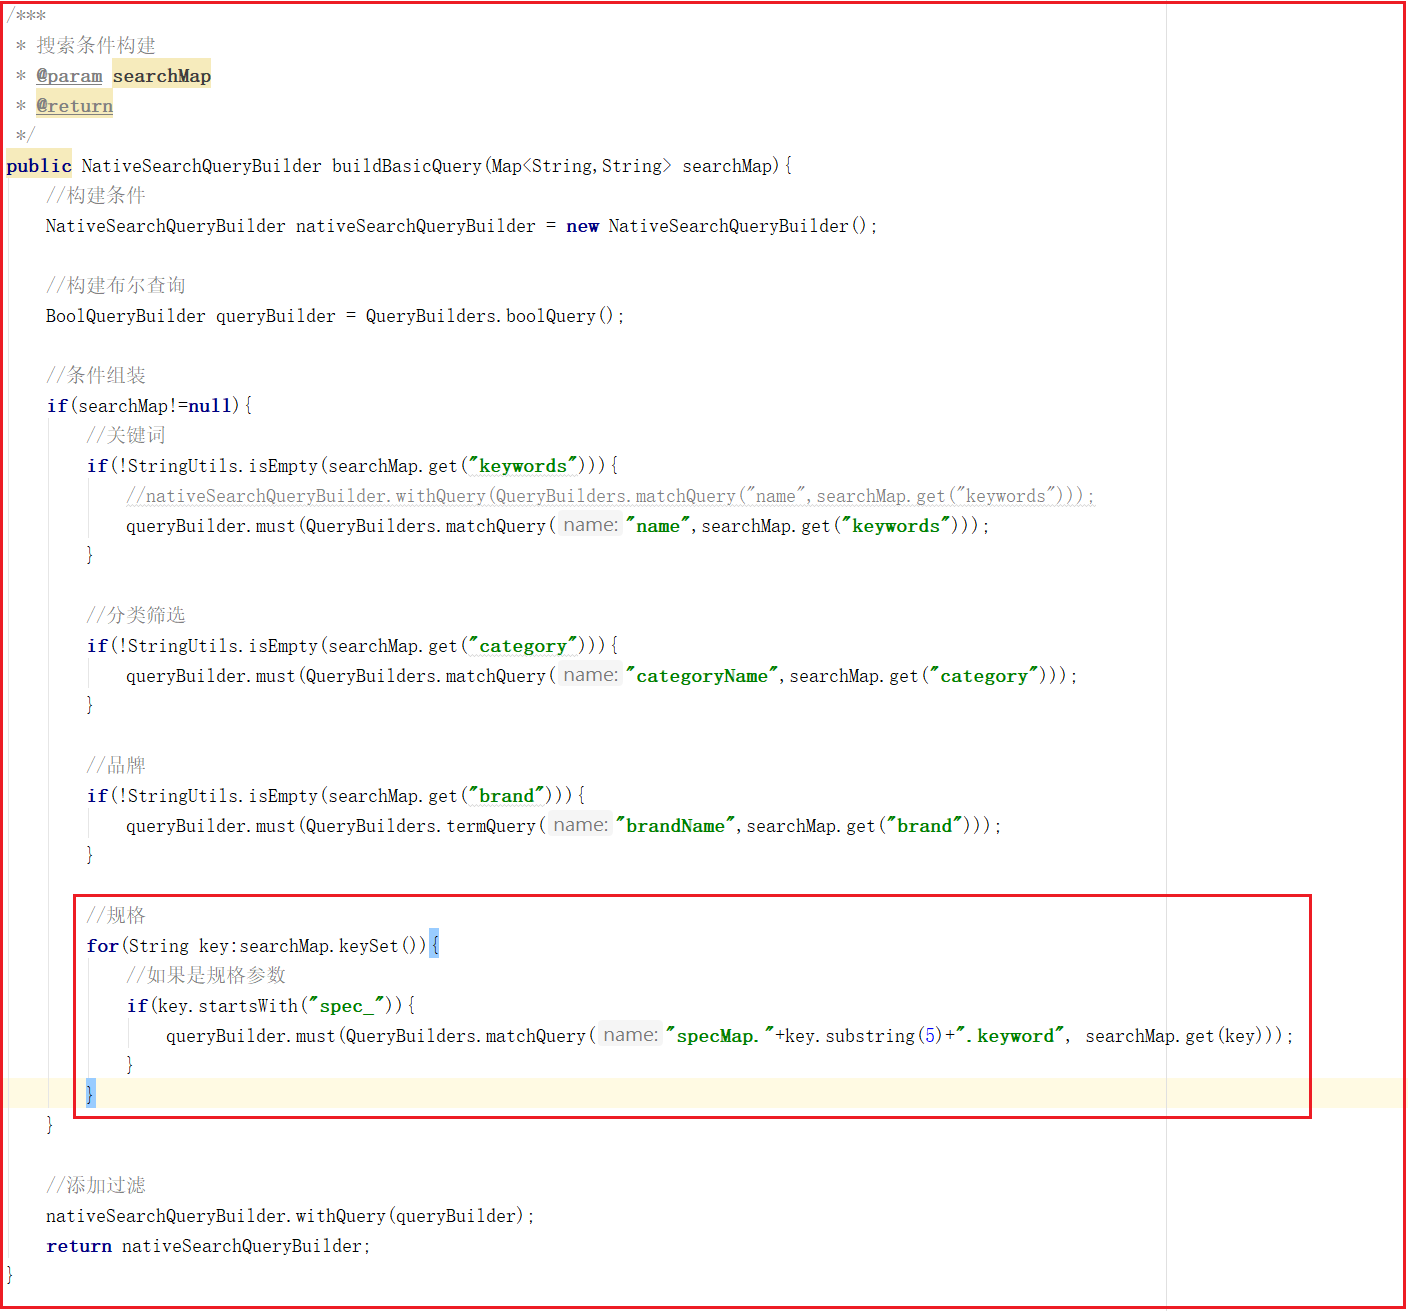 /***
 * 搜索条件构建
 * @param searchMap
 * @return
 */
public NativeSearchQueryBuilder buildBasicQuery(Map<String,String> searchMap){
    //构建条件
    NativeSearchQueryBuilder nativeSearchQueryBuilder = new NativeSearchQueryBuilder();
    //构建布尔查询
    BoolQueryBuilder queryBuilder = QueryBuilders.boolQuery();
    //条件组装
    if(searchMap!=null){
        //关键词
        if(!StringUtils.isEmpty(searchMap.get("keywords"))){
            //nativeSearchQueryBuilder.withQuery(QueryBuilders.matchQuery("name",searchMap.get("keywords")));
            queryBuilder.must(QueryBuilders.matchQuery( name: "name",searchMap.get("keywords")));
        }
        //分类筛选
        if(!StringUtils.isEmpty(searchMap.get("category"))){
            queryBuilder.must(QueryBuilders.matchQuery( name: "categoryName",searchMap.get("category")));
        }
        //品牌
        if(!StringUtils.isEmpty(searchMap.get("brand"))){
            queryBuilder.must(QueryBuilders.termQuery( name: "brandName",searchMap.get("brand")));
        }
        //规格
        for(String key:searchMap.keySet()){
            //如果是规格参数
            if(key.startsWith("spec_")){
                queryBuilder.must(QueryBuilders.matchQuery( name: "specMap."+key.substring(5)+".keyword", searchMap.get(key)));
            }
        }
    }
    //添加过滤
    nativeSearchQueryBuilder.withQuery(queryBuilder);
    return nativeSearchQueryBuilder;
}